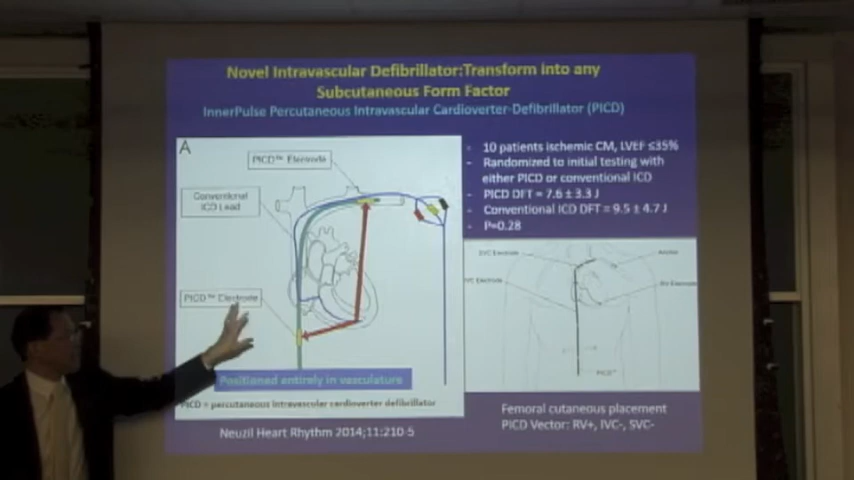 Novel Intravascular Defibrillator:Transform into any
Subcutaneous Form Factor
InnerPulse Percutaneous Intravascular Cardioverter-Defibrillator (PICD)
A
PICD™ Electrode
Conventional
ICD Lead
PICD™ Electrode
Positioned entirely in vasculature
PICD = percutaneous intravascular cardioverter defibrillator
Neuzil Heart Rhythm 2014;11:210-5
- 10 patients ischemic CM, LVEF ≤35%
- Randomized to initial testing with
either PICD or conventional ICD
- PICD DFT = 7.6 ± 3.3 J
- Conventional ICD DFT = 9.5 ± 4.7 J
- P=0.28
SVC Electrode
IVC Electrode
RV Electrode
PICD™
Femoral cutaneous placement
PICD Vector: RV+, IVC-, SVC-